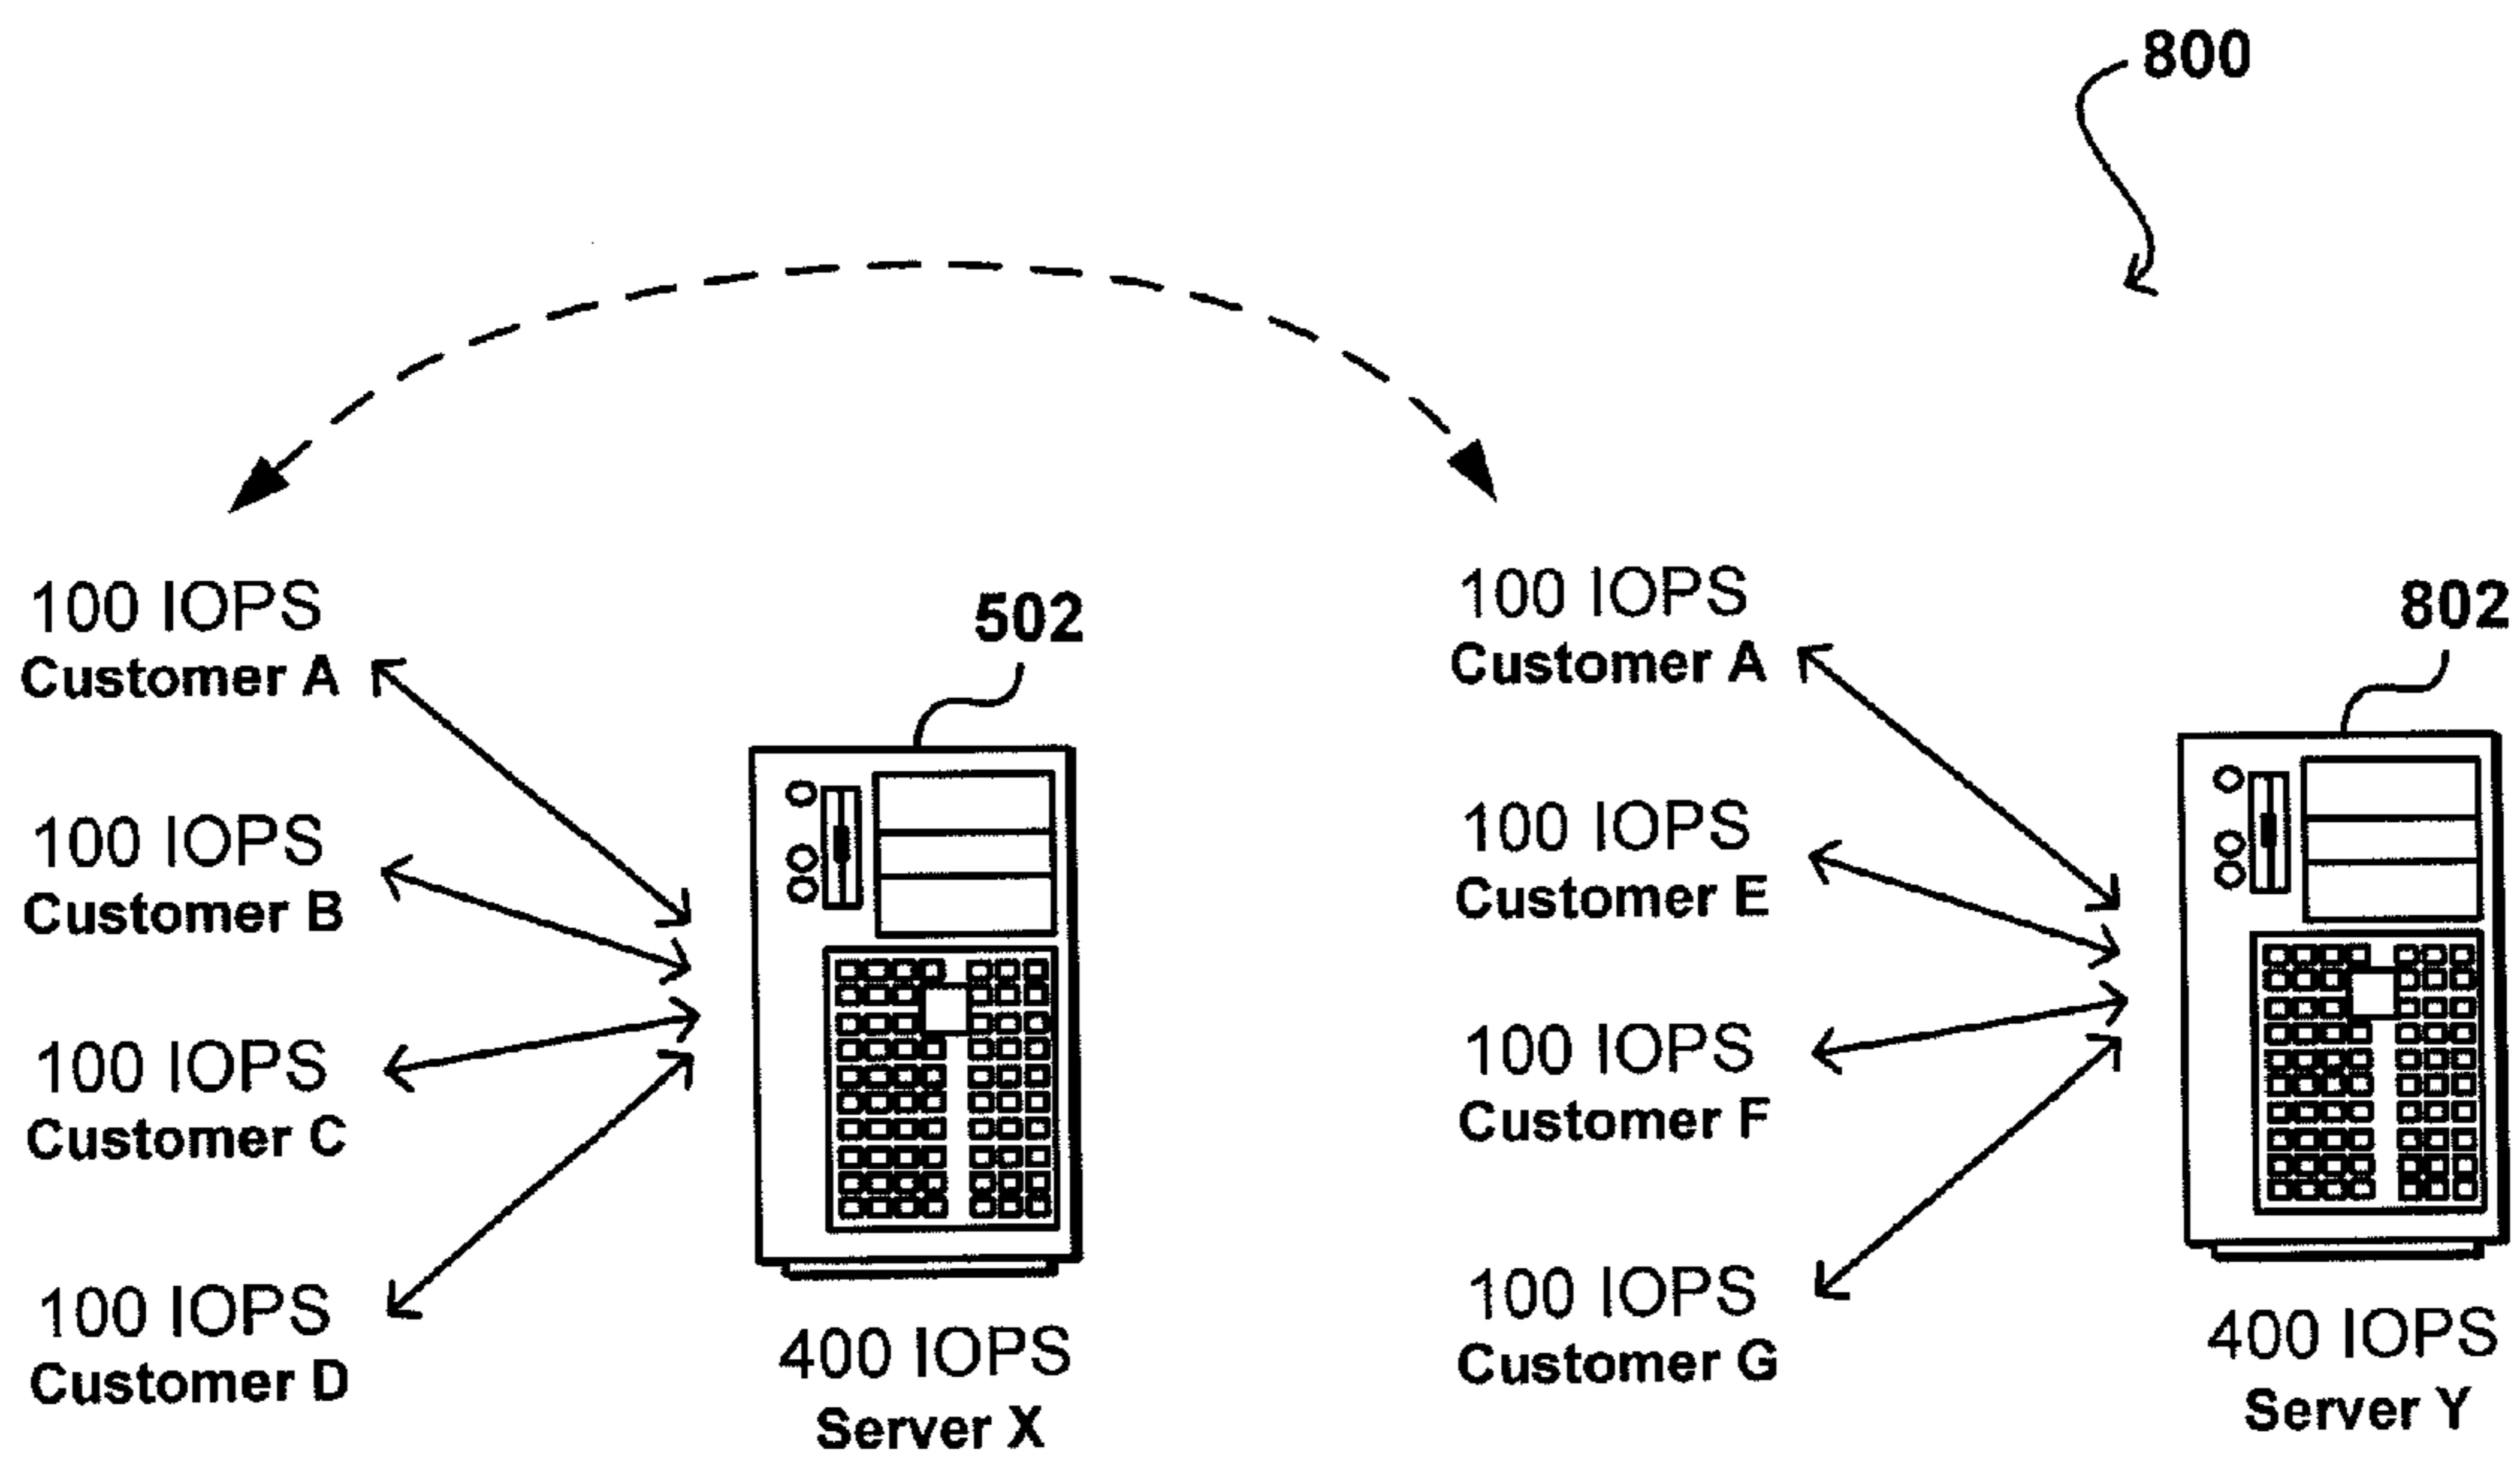 800
100 IOPS
Customer A
502
100 IOPS
Customer B
100 IOPS
Customer C
100 IOPS
Customer D
400 IOPS
Server X
100 IOPS
Customer A
802
100 IOPS
Customer E
100 IOPS
Customer F
100 IOPS
Customer G
400 IOPS
Server Y